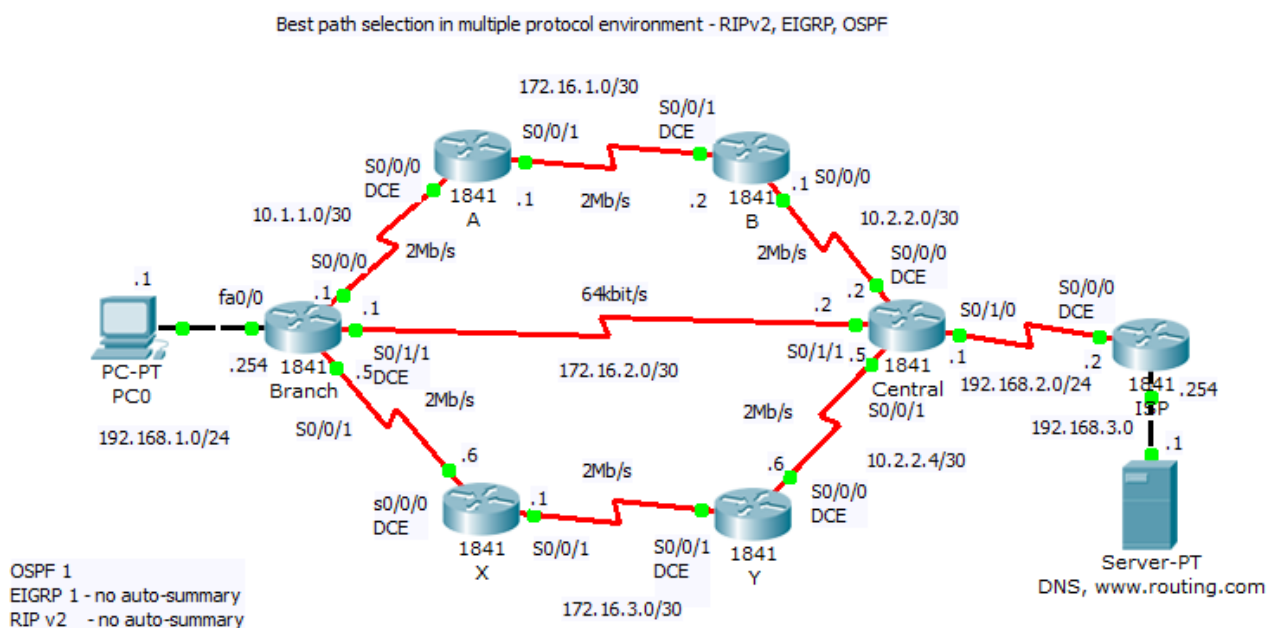 Best path selection in multiple protocol environment - RIPv2, EIGRP, OSPF
172.16.1.0/30
S0/0/1
S0/0/1
DCE
S0/0/0
DCE
1841
A
.1
2Mb/s
.2
1841
B
.1
S0/0/0
10.1.1.0/30
2Mb/s
10.2.2.0/30
2Mb/s
S0/0/0
DCE
.1
fa0/0
S0/0/0
.1
.1
64kbit/s
.2
.2
S0/1/0
S0/0/0
DCE
PC-PT
PC0
.254
1841
Branch
.5
S0/1/1
DCE
172.16.2.0/30
S0/1/1
.5
1841
Central
.1
192.168.2.0/24
.2
1841
ISP
.254
192.168.1.0/24
S0/0/1
2Mb/s
2Mb/s
S0/0/1
192.168.3.0
.1
.6
s0/0/0
DCE
.1
2Mb/s
.6
10.2.2.4/30
S0/0/0
DCE
1841
X
S0/0/1
S0/0/1
DCE
1841
Y
172.16.3.0/30
Server-PT
DNS, www.routing.com
OSPF 1
EIGRP 1 - no auto-summary
RIP v2 - no auto-summary